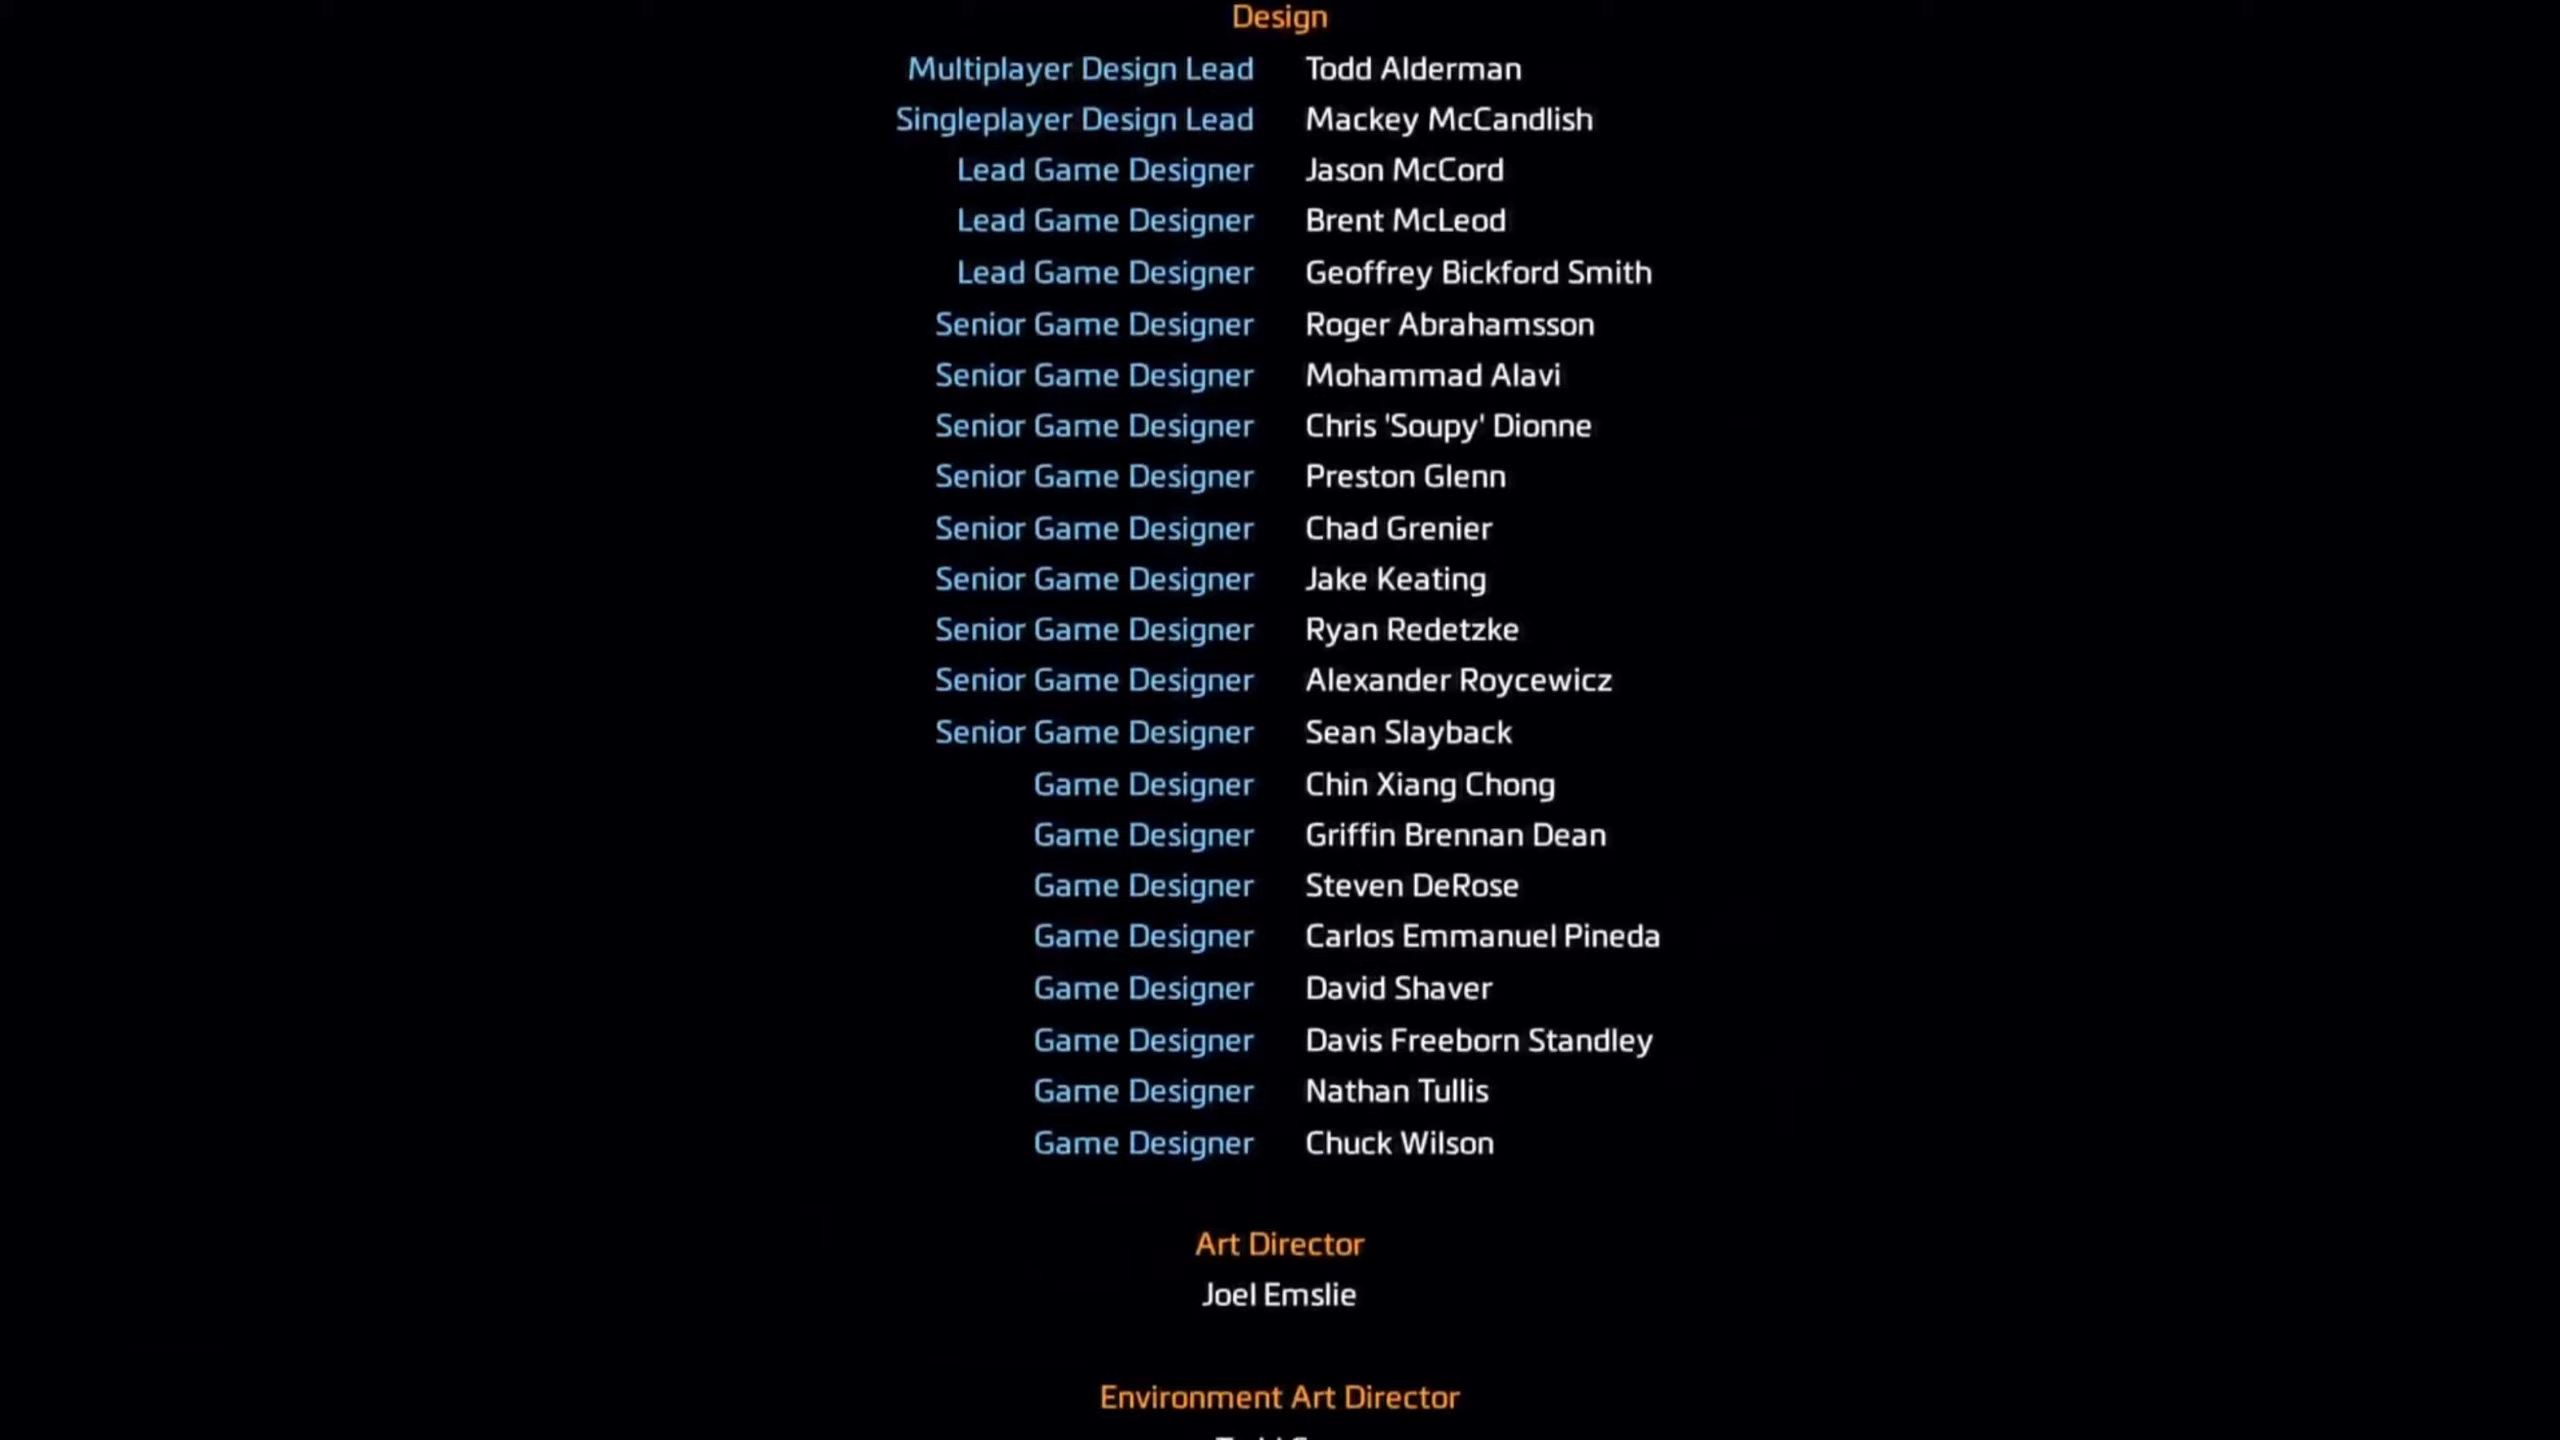 Design
Multiplayer Design Lead Todd Alderman
Singleplayer Design Lead Mackey McCandlish
Lead Game Designer Jason McCord
Lead Game Designer Brent McLeod
Lead Game Designer Geoffrey Bickford Smith
Senior Game Designer Roger Abrahamsson
Senior Game Designer Mohammad Alavi
Senior Game Designer Chris 'Soupy' Dionne
Senior Game Designer Preston Glenn
Senior Game Designer Chad Grenier
Senior Game Designer Jake Keating
Senior Game Designer Ryan Redetzke
Senior Game Designer Alexander Roycewicz
Senior Game Designer Sean Slayback
Game Designer Chin Xiang Chong
Game Designer Griffin Brennan Dean
Game Designer Steven DeRose
Game Designer Carlos Emmanuel Pineda
Game Designer David Shaver
Game Designer Davis Freeborn Standley
Game Designer Nathan Tullis
Game Designer Chuck Wilson
Art Director
Joel Emslie
Environment Art Director